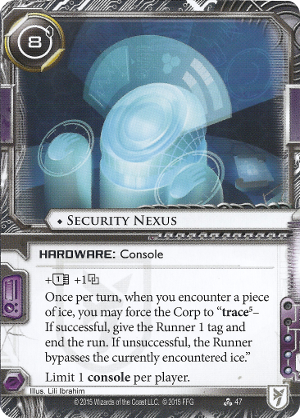 8
SECURITY NEXUS
HARDWARE: Console
+1 +1
Once per turn, when you encounter a piece
of ice, you may force the Corp to “trace⁵–
If successful, give the Runner 1 tag and
end the run. If unsuccessful, the Runner
bypasses the currently encountered ice.”
Limit 1 console per player.
Illus. Lili Ibrahim
©2015 Wizards of the Coast LLC. © 2015 FFG
47